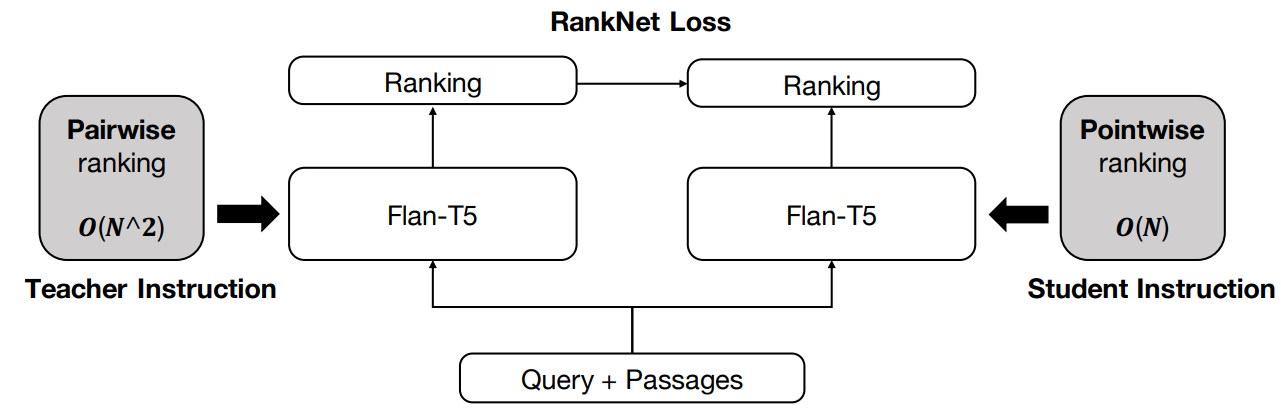 RankNet Loss
Ranking
Ranking
Pairwise
ranking
O(N^2)
Teacher Instruction
Flan-T5
Flan-T5
Pointwise
ranking
O(N)
Student Instruction
Query + Passages